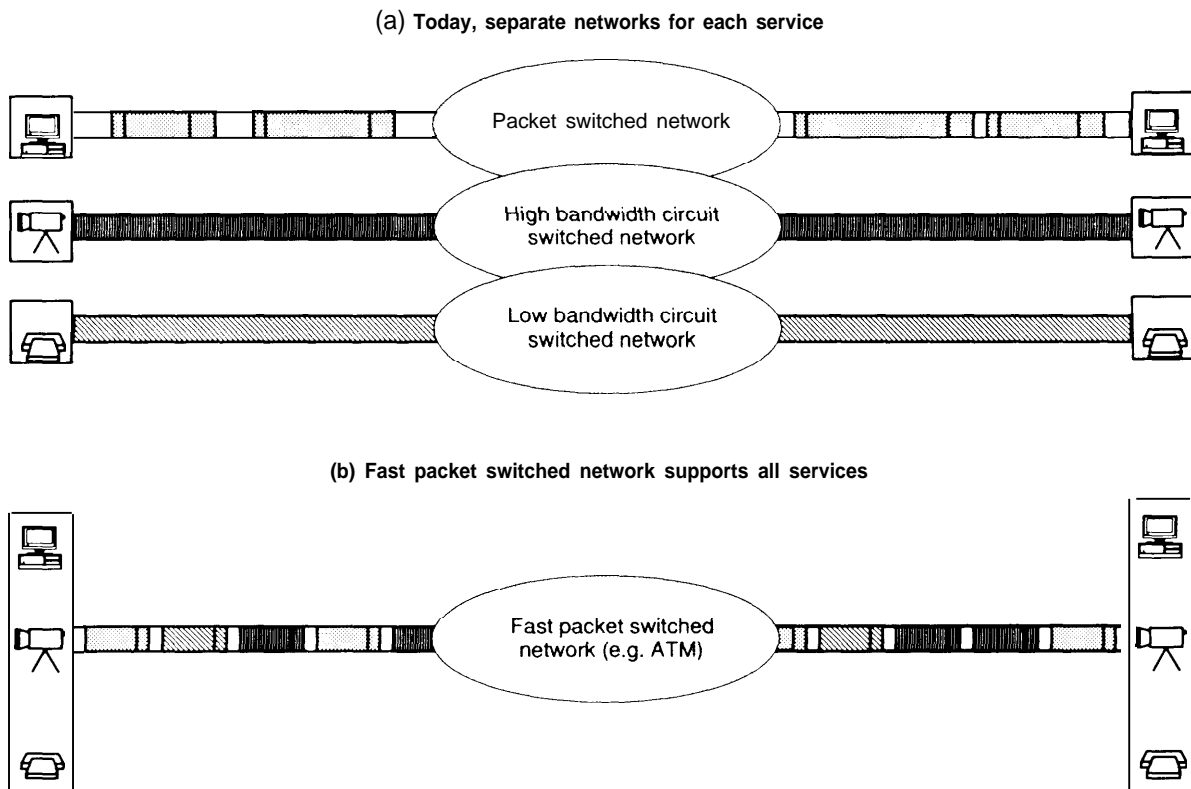 (a) Today, separate networks for each service
Packet switched network
High bandwidth circuit
switched network
Low bandwidth circuit
switched network
(b) Fast packet switched network supports all services
Fast packet switched
network (e.g. ATM)